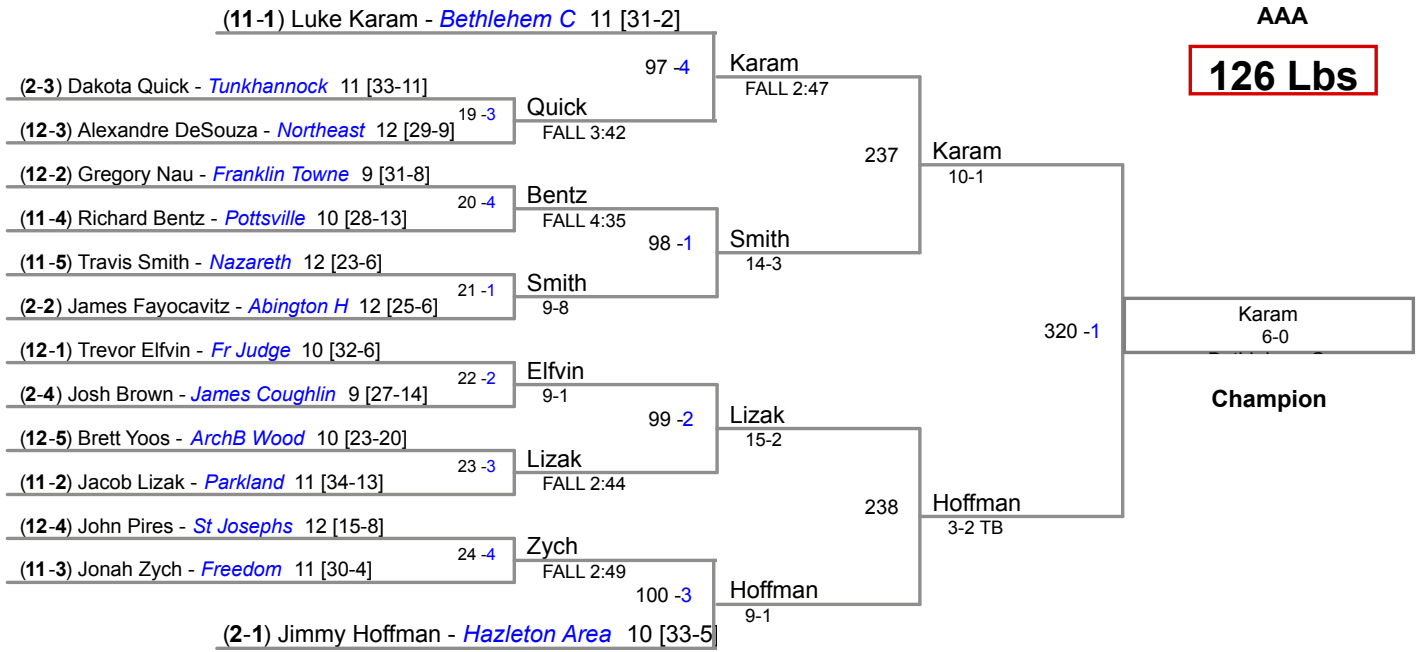 (11-1) Luke Karam - Bethlehem C 11 [31-2]
AAA
126 Lbs
97 -4
Karam
FALL 2:47
(2-3) Dakota Quick - Tunkhannock 11 [33-11]
19 -3
Quick
FALL 3:42
(12-3) Alexandre DeSouza - Northeast 12 [29-9]
237
Karam
10-1
(12-2) Gregory Nau - Franklin Towne 9 [31-8]
20 -4
Bentz
FALL 4:35
(11-4) Richard Bentz - Pottsville 10 [28-13]
98 -1
Smith
14-3
(11-5) Travis Smith - Nazareth 12 [23-6]
21 -1
Smith
9-8
(2-2) James Fayocavitz - Abington H 12 [25-6]
320 -1
Karam
6-0
Champion
(12-1) Trevor Elfvin - Fr Judge 10 [32-6]
22 -2
Elfvin
9-1
(2-4) Josh Brown - James Coughlin 9 [27-14]
99 -2
Lizak
15-2
(12-5) Brett Yoos - ArchB Wood 10 [23-20]
23 -3
Lizak
FALL 2:44
(11-2) Jacob Lizak - Parkland 11 [34-13]
238
Hoffman
3-2 TB
(12-4) John Pires - St Josephs 12 [15-8]
24 -4
Zych
FALL 2:49
(11-3) Jonah Zych - Freedom 11 [30-4]
100 -3
Hoffman
9-1
(2-1) Jimmy Hoffman - Hazleton Area 10 [33-5]